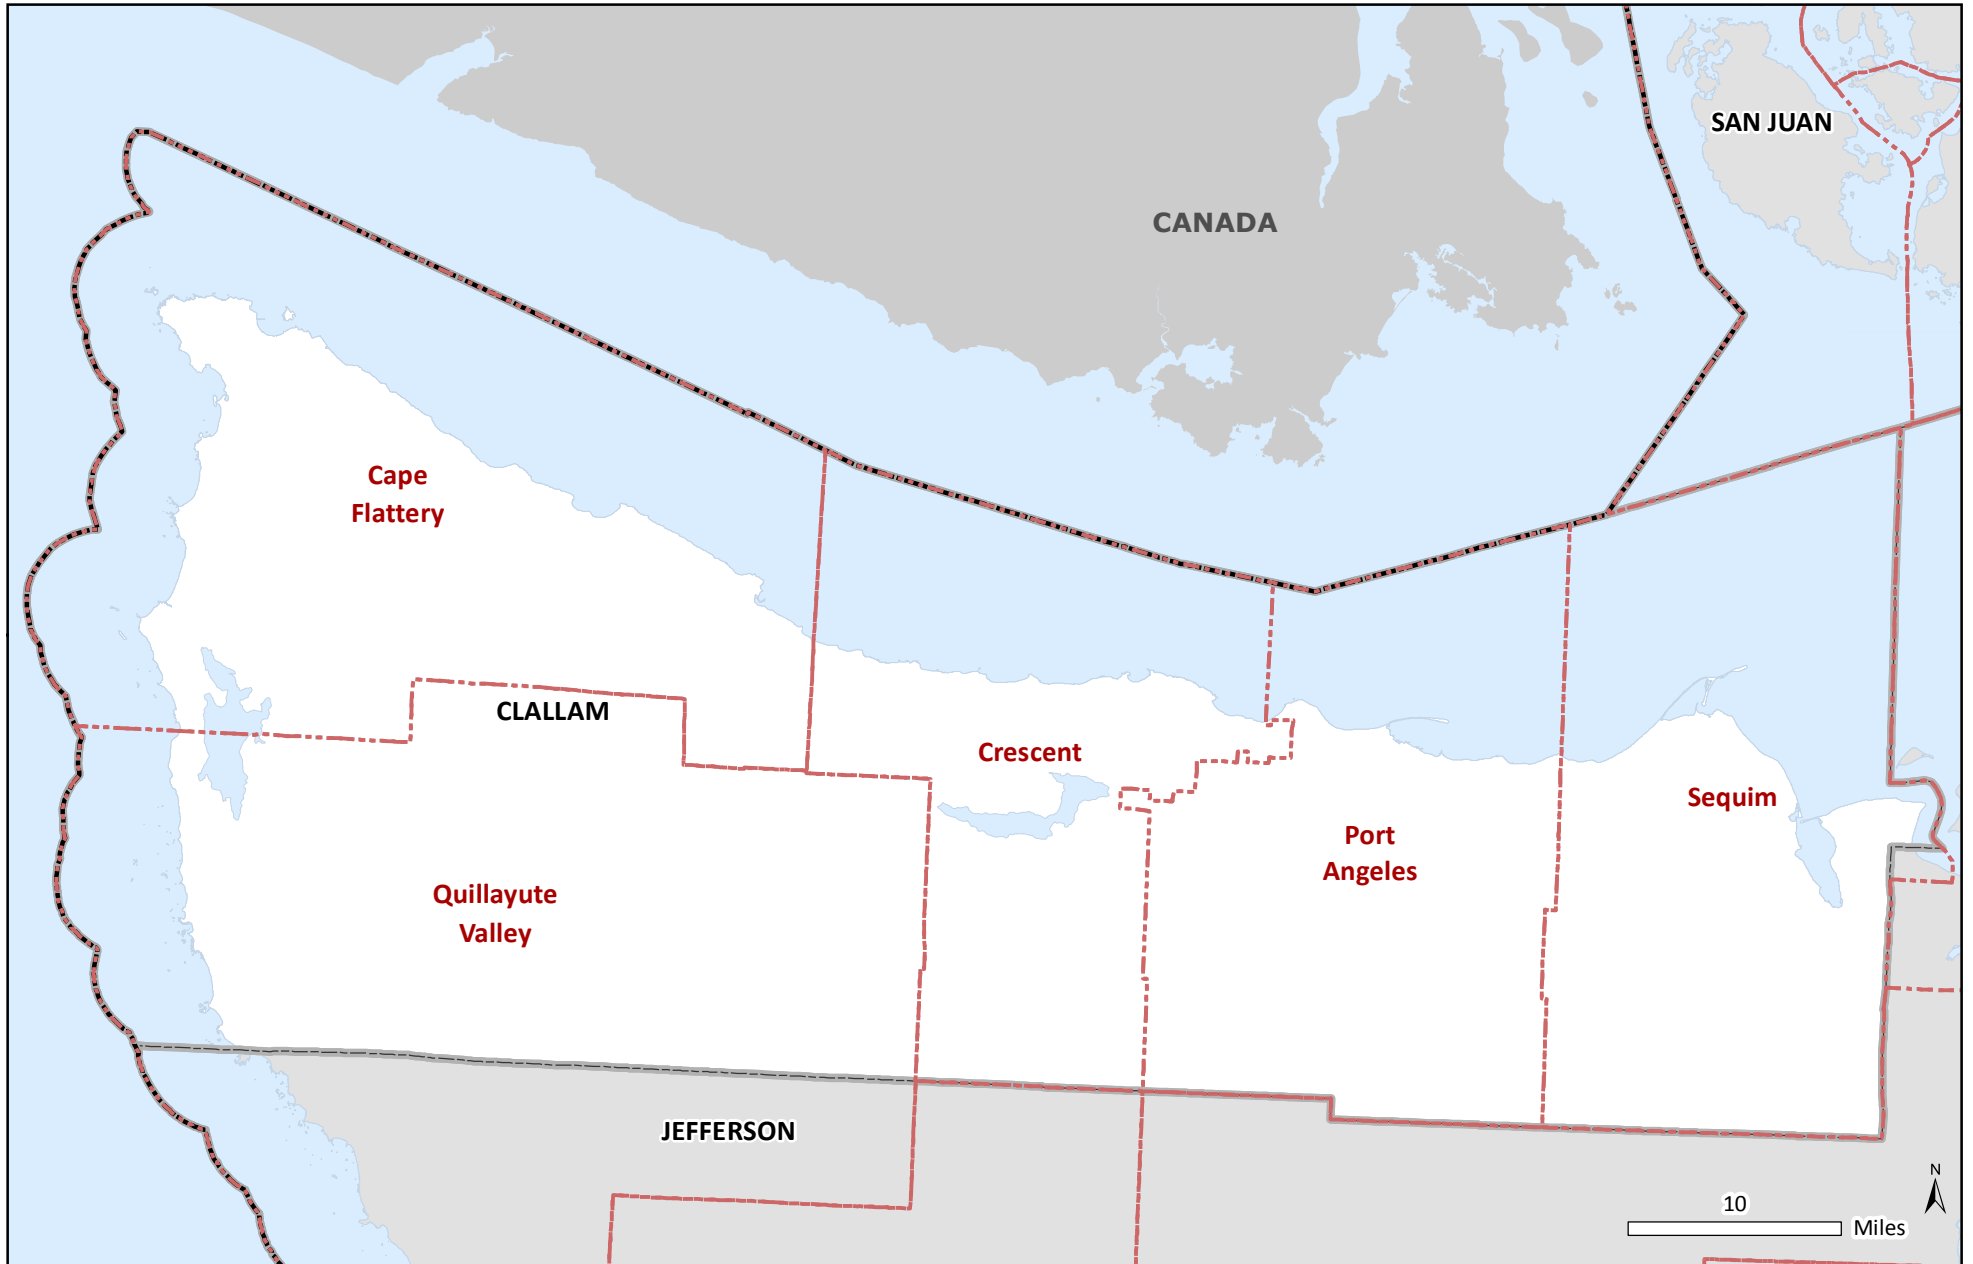 SAN JUAN
CANADA
Cape
Flattery
CLALLAM
Crescent
Sequim
Port
Angeles
Quillayute
Valley
JEFFERSON
N
10
Miles